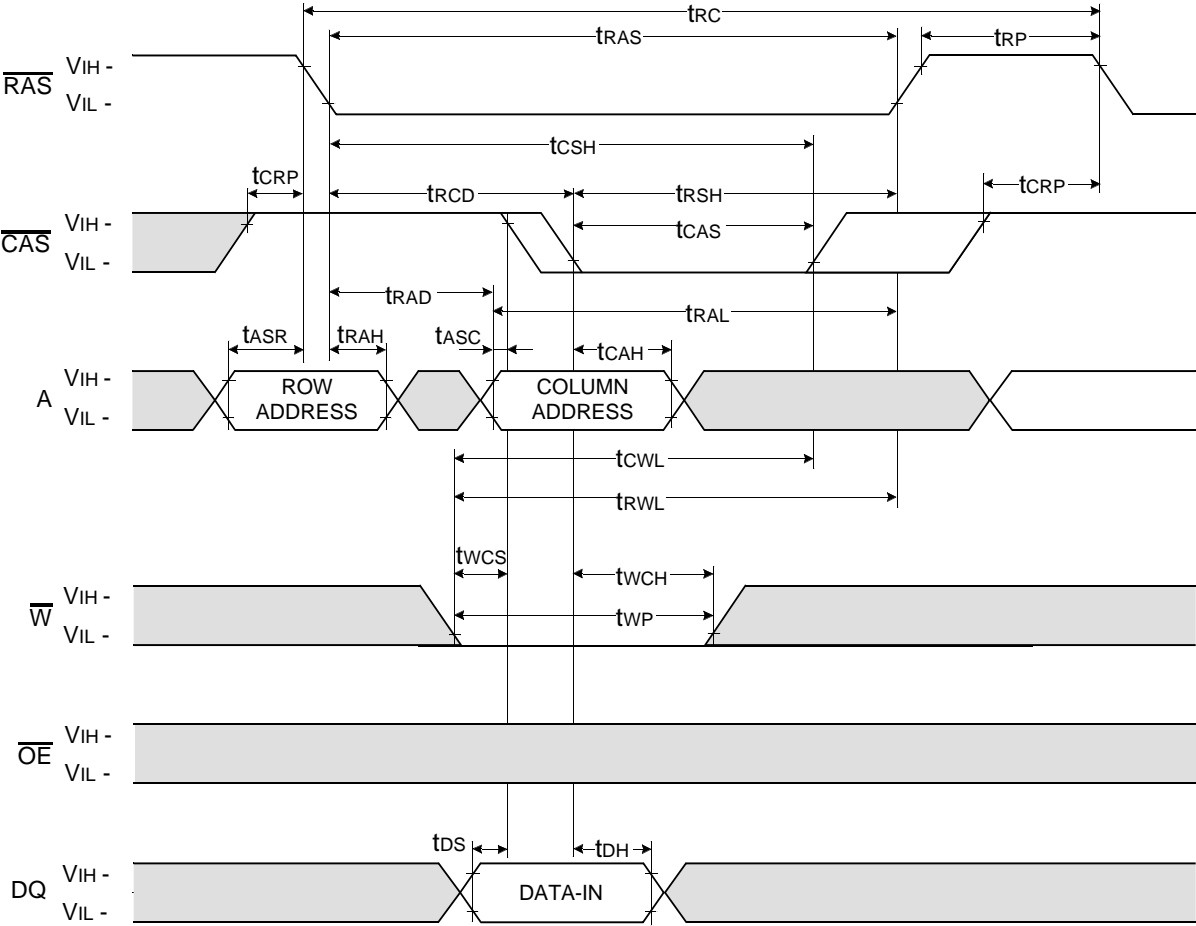 tRC
tRAS
tRP
RAS
VIH -
VIL -
tCSH
tCRP
tRCD
tRSH
tCRP
CAS
VIH -
VIL -
tCAS
tRAD
tRAL
tASR
tRAH
tASC
tCAH
A
VIH -
VIL -
ROW
ADDRESS
COLUMN
ADDRESS
tCWL
tRWL
tWCS
tWCH
W
VIH -
VIL -
tWP
OE
VIH -
VIL -
tDS
tDH
DQ
VIH -
VIL -
DATA-IN